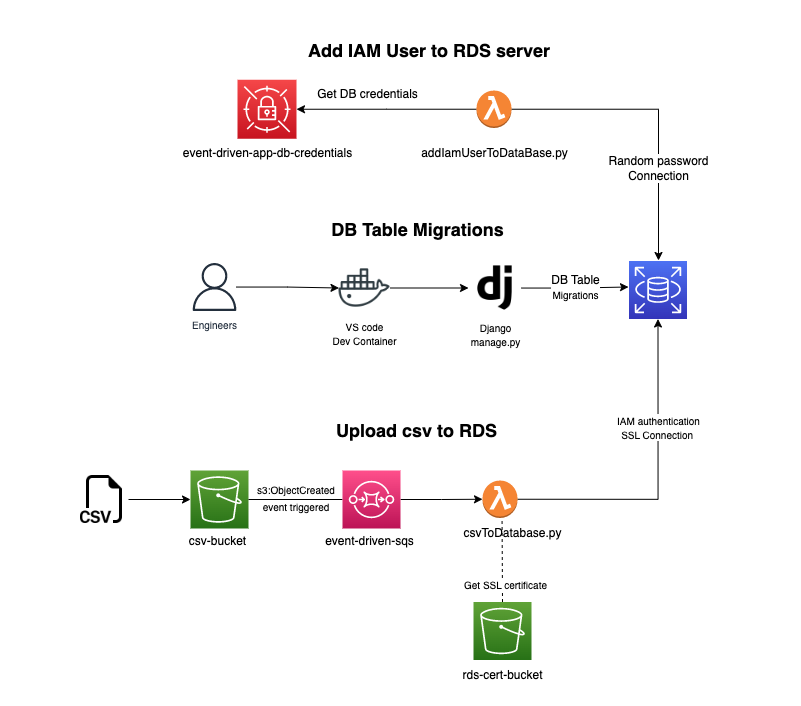 Add IAM User to RDS server
Get DB credentials
event-driven-app-db-credentials
addIamUserToDataBase.py
Random password
Connection
DB Table Migrations
dj
DB Table
Migrations
Engineers
VS code
Dev Container
Django
manage.py
Upload csv to RDS
IAM authentication
SSL Connection
CSV
s3:ObjectCreated
event triggered
csv-bucket
event-driven-sqs
csvToDatabase.py
Get SSL certificate
rds-cert-bucket